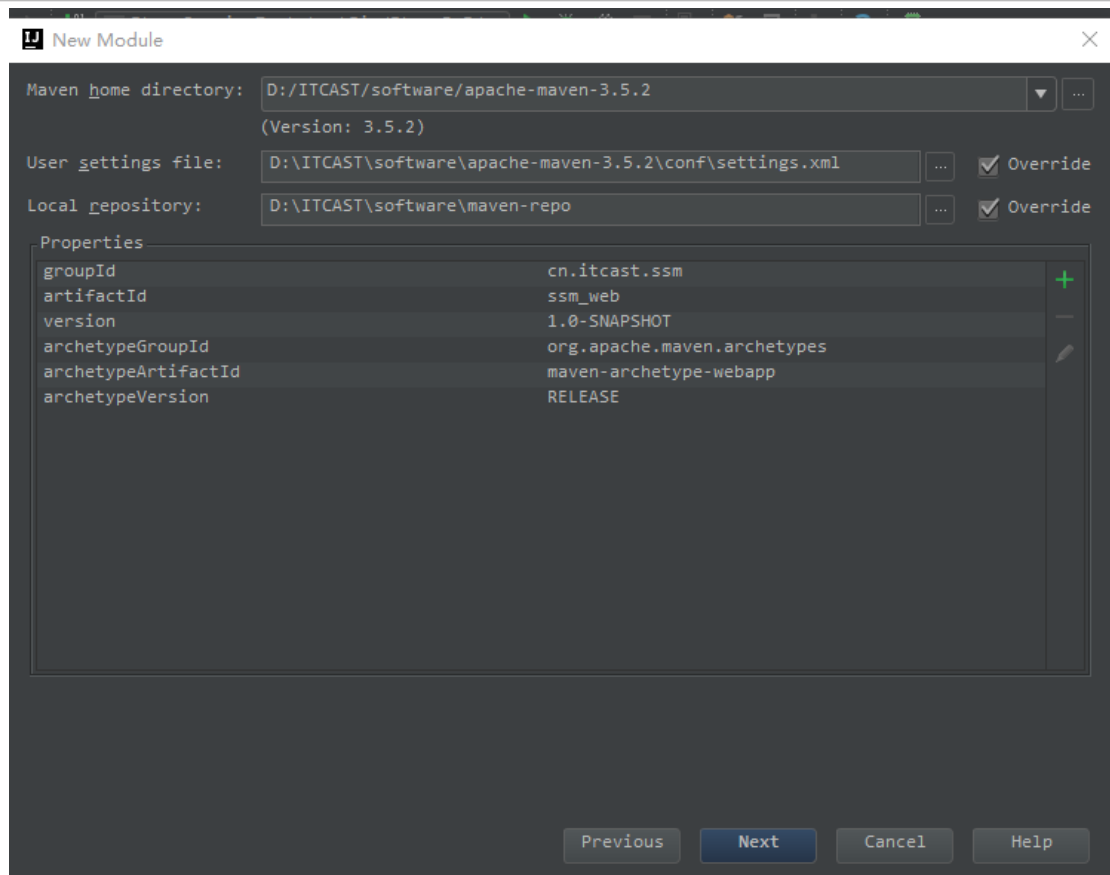 New Module
Maven home directory: D:/ITCAST/software/apache-maven-3.5.2
(Version: 3.5.2)
User settings file: D:\ITCAST\software\apache-maven-3.5.2\conf\settings.xml ... Override
Local repository: D:\ITCAST\software\maven-repo ... Override
Properties
groupId cn.itcast.ssm
artifactId ssm_web
version 1.0-SNAPSHOT
archetypeGroupId org.apache.maven.archetypes
archetypeArtifactId maven-archetype-webapp
archetypeVersion RELEASE
Previous Next Cancel Help